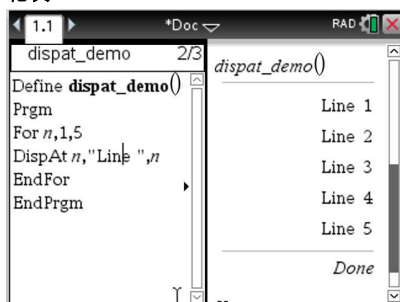 1.1 *Doc RAD
dispat_demo 2/3
Define dispat_demo()
Prgm
For n,1,5
DispAt n,"Line ",n
EndFor
EndPrgm
dispat_demo()
Line 1
Line 2
Line 3
Line 4
Line 5
Done